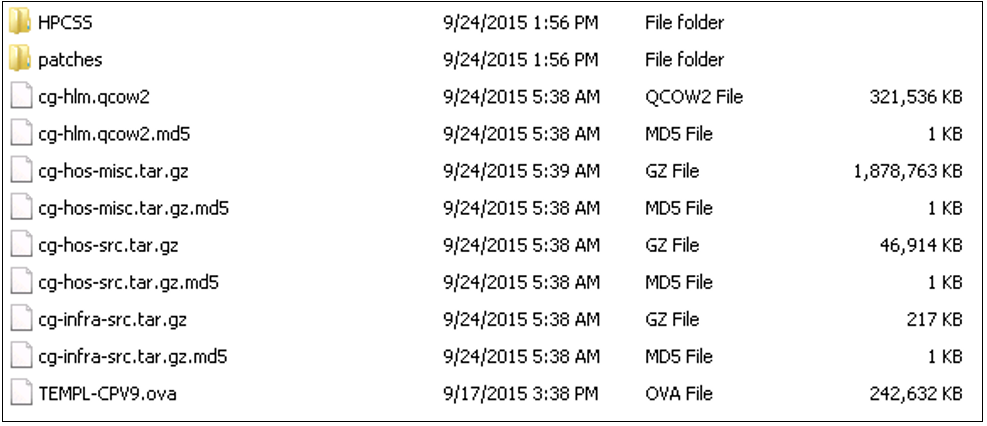 HPCSS 9/24/2015 1:56 PM File folder
patches 9/24/2015 1:56 PM File folder
cg-hlm.qcow2 9/24/2015 5:38 AM QCOW2 File 321,536 KB
cg-hlm.qcow2.md5 9/24/2015 5:38 AM MD5 File 1 KB
cg-hos-misc.tar.gz 9/24/2015 5:39 AM GZ File 1,878,763 KB
cg-hos-misc.tar.gz.md5 9/24/2015 5:38 AM MD5 File 1 KB
cg-hos-src.tar.gz 9/24/2015 5:38 AM GZ File 46,914 KB
cg-hos-src.tar.gz.md5 9/24/2015 5:38 AM MD5 File 1 KB
cg-infra-src.tar.gz 9/24/2015 5:38 AM GZ File 217 KB
cg-infra-src.tar.gz.md5 9/24/2015 5:38 AM MD5 File 1 KB
TEMPL-CPV9.ova 9/17/2015 3:38 PM OVA File 242,632 KB